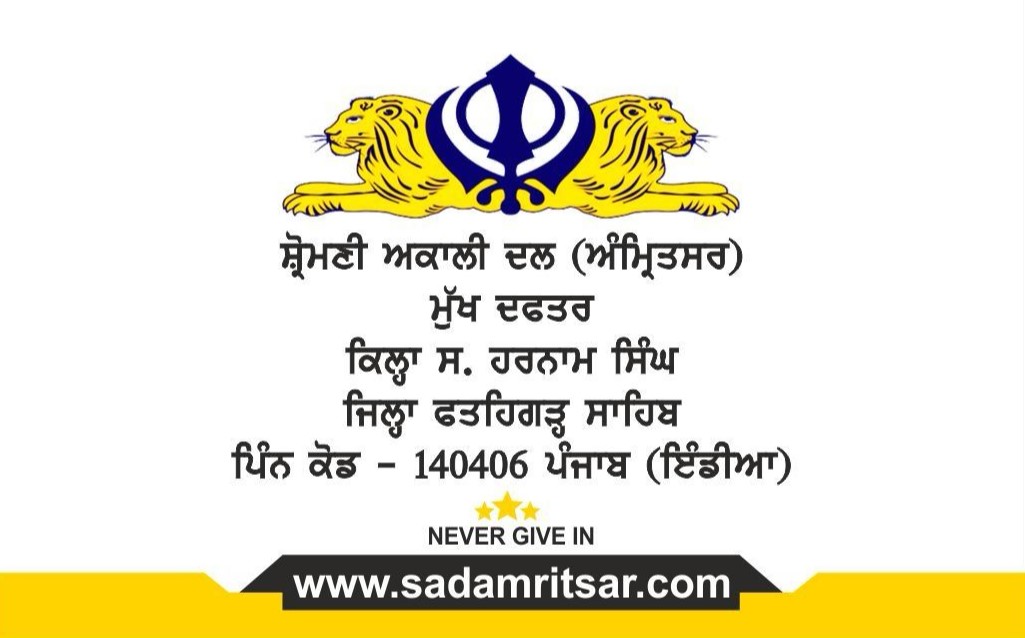 ਸ਼੍ਰੋਮਣੀ ਅਕਾਲੀ ਦਲ (ਅੰਮ੍ਰਿਤਸਰ)
ਮੁੱਖ ਦਫਤਰ
ਕਿਲ੍ਹਾ ਸ. ਹਰਨਾਮ ਸਿੰਘ
ਜਿਲ੍ਹਾ ਫਤਹਿਗੜ੍ਹ ਸਾਹਿਬ
ਪਿੰਨ ਕੋਡ - 140406 ਪੰਜਾਬ (ਇੰਡੀਆ)
NEVER GIVE IN
www.sadamritsar.com